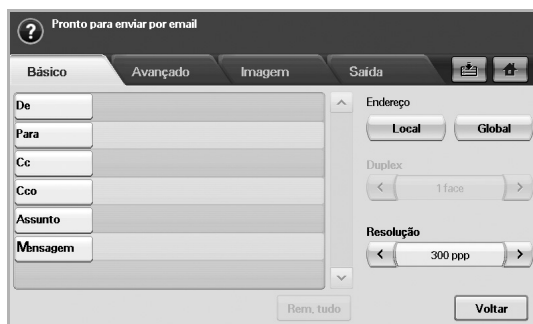 Pronto para enviar por email
Básico
Avançado
Imagem
Saída
De
Para
Cc
Cco
Assunto
Mensagem
Rem. tudo
Endereço
Local
Global
Duplex
1 face
Resolução
300 ppp
Voltar